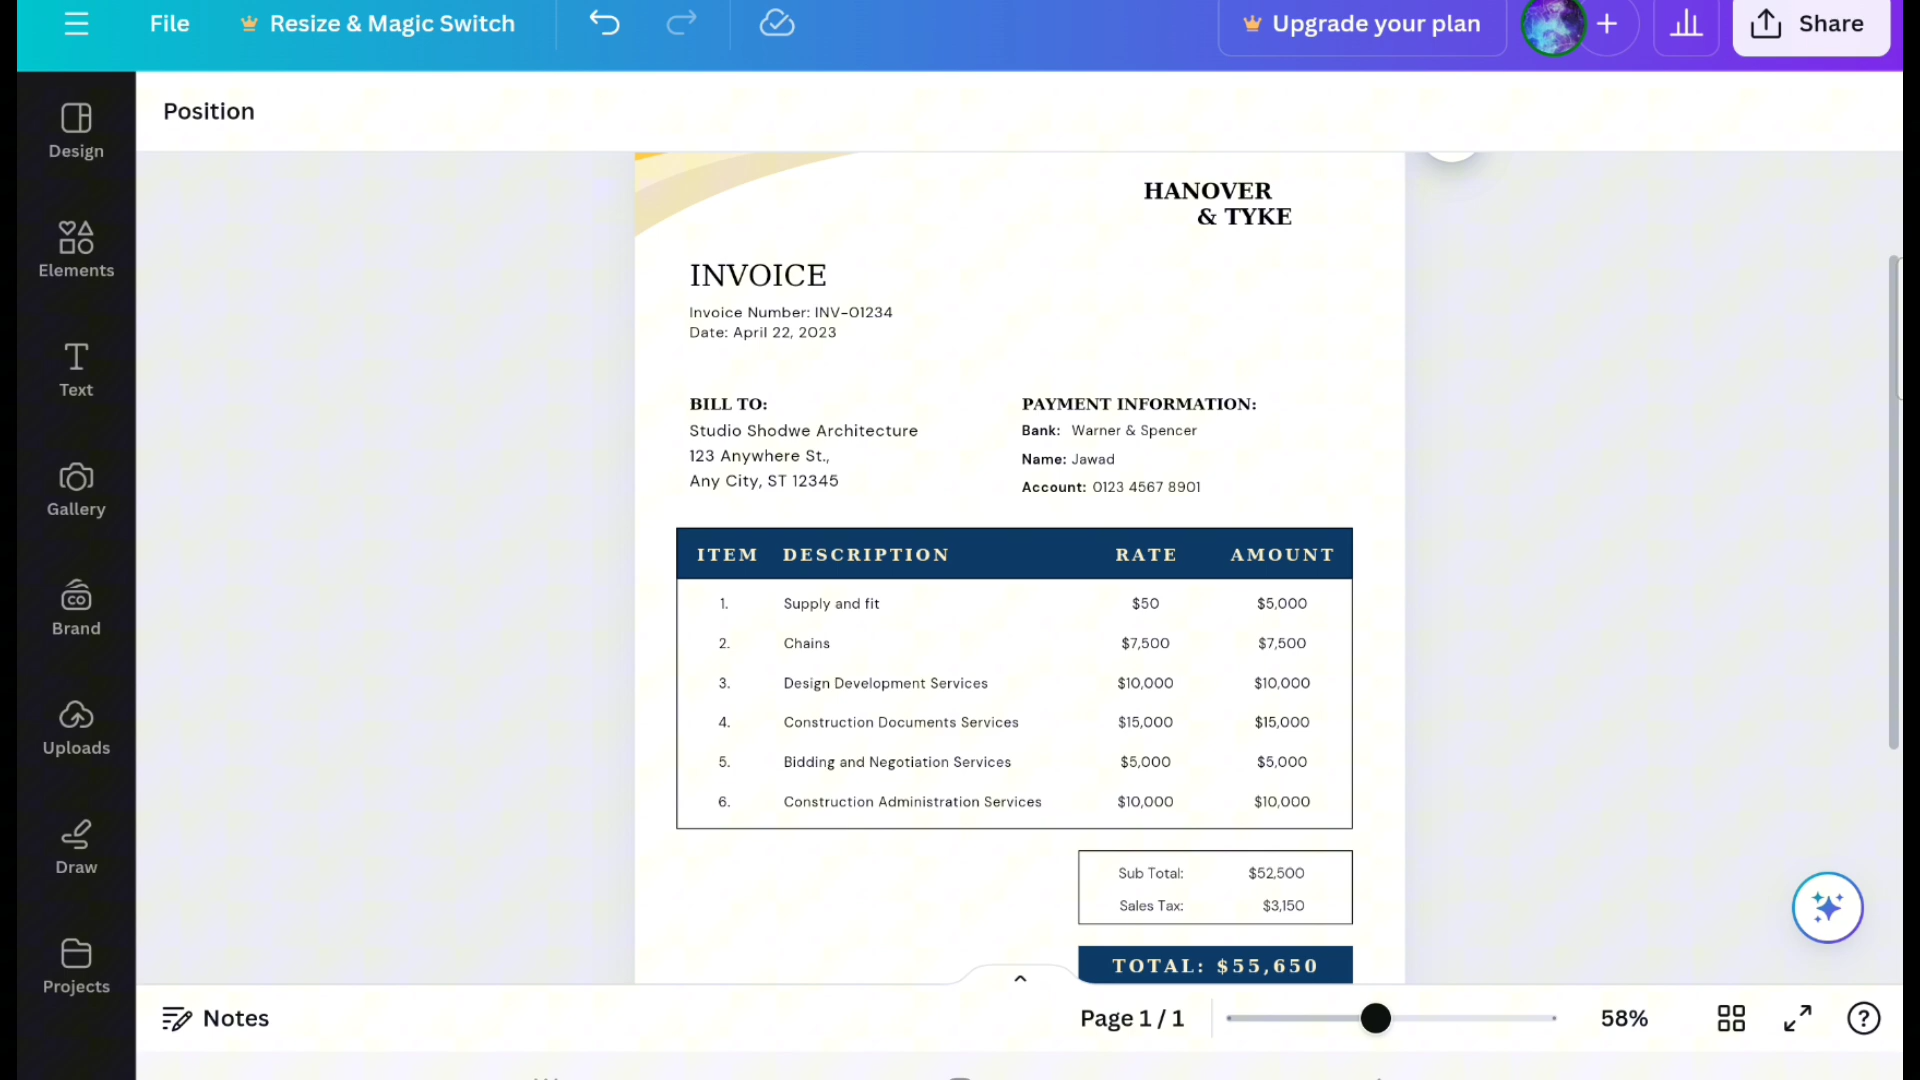 File
Resize & Magic Switch
Upgrade your plan
Share
Position
Design
Elements
Text
Gallery
Brand
CO
Uploads
Draw
Projects
HANOVER
& TYKE
INVOICE
Invoice Number: INV-01234
Date: April 22, 2023
BILL TO:
Studio Shodwe Architecture
123 Anywhere St.,
Any City, ST 12345
PAYMENT INFORMATION:
Bank: Warner & Spencer
Name: Jawad
Account: 0123 4567 8901
ITEM DESCRIPTION RATE AMOUNT
1. Supply and fit $50 $5,000
2. Chains $7,500 $7,500
3. Design Development Services $10,000 $10,000
4. Construction Documents Services $15,000 $15,000
5. Bidding and Negotiation Services $5,000 $5,000
6. Construction Administration Services $10,000 $10,000
Sub Total: $52,500
Sales Tax: $3,150
TOTAL: $55,650
Notes
Page 1 / 1
58%